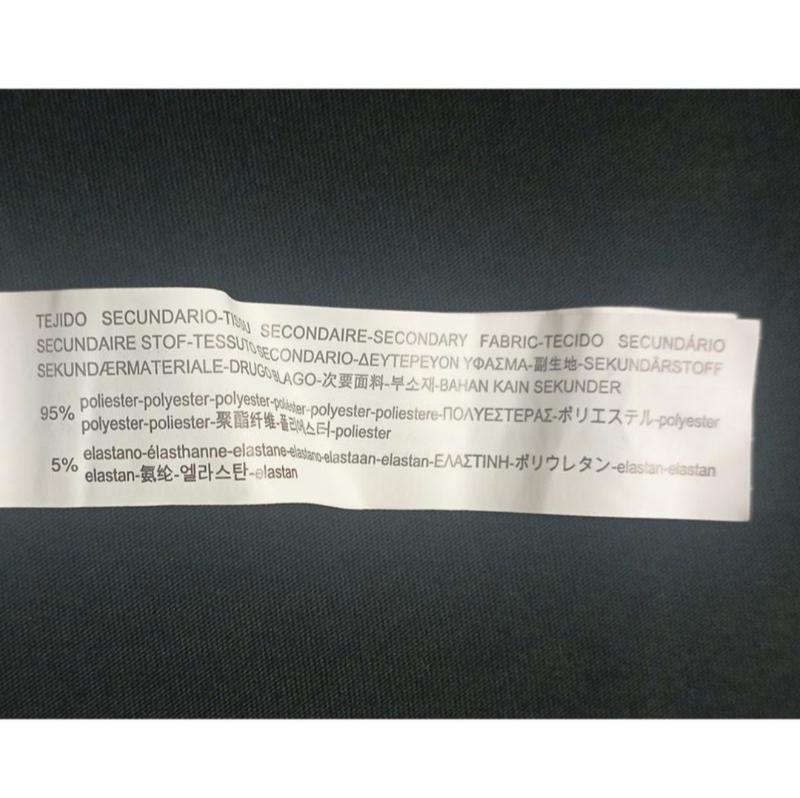 TEJIDO SECUNDARIO-TISSU SECONDAIRE-SECONDARY FABRIC-TECIDO SECUNDÁRIO
SECUNDAIRE STOF-TESSUTO SECONDARIO-ΔΕΥΤΕΡΕΥΟΝ ΥΦΑΣΜΑ-副生地-SEKUNDÄRSTOFF
SEKUNDÆRMATERIALE-DRUGO BLAGO-次要面料-부소재-BAHAN KAIN SEKUNDER
95% poliester-polyester-polyester-poliéster-polyester-poliestere-ΠΟΛΥΕΣΤΕΡΑΣ-ポリエステル-polyester
polyester-poliester-聚酯纤维-폴리에스터-poliester
5% elastano-élasthanne-elastane-elastano-elastaan-elastan-ΕΛΑΣΤΙΝΗ-ポリウレタン-elastan-elastan
elastan-氨纶-엘라스탄-elastan